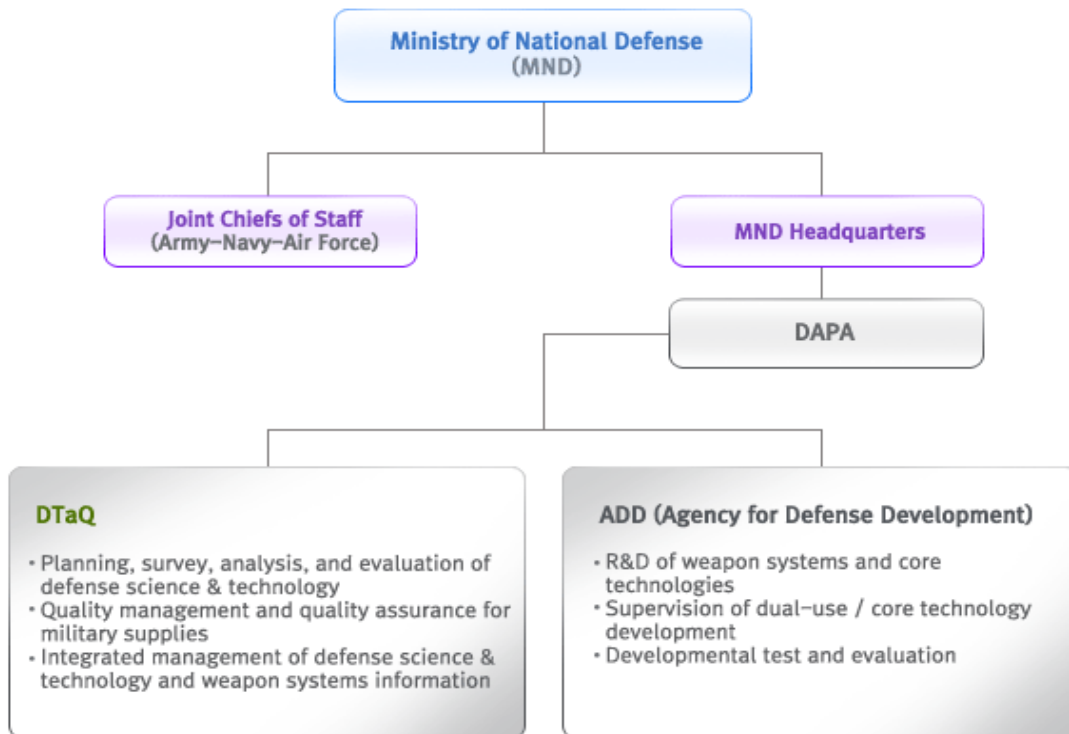 Ministry of National Defense
(MND)
Joint Chiefs of Staff
(Army-Navy-Air Force)
MND Headquarters
DAPA
DTaQ
· Planning, survey, analysis, and evaluation of
defense science & technology
· Quality management and quality assurance for
military supplies
· Integrated management of defense science &
technology and weapon systems information
ADD (Agency for Defense Development)
· R&D of weapon systems and core
technologies
· Supervision of dual-use / core technology
development
· Developmental test and evaluation